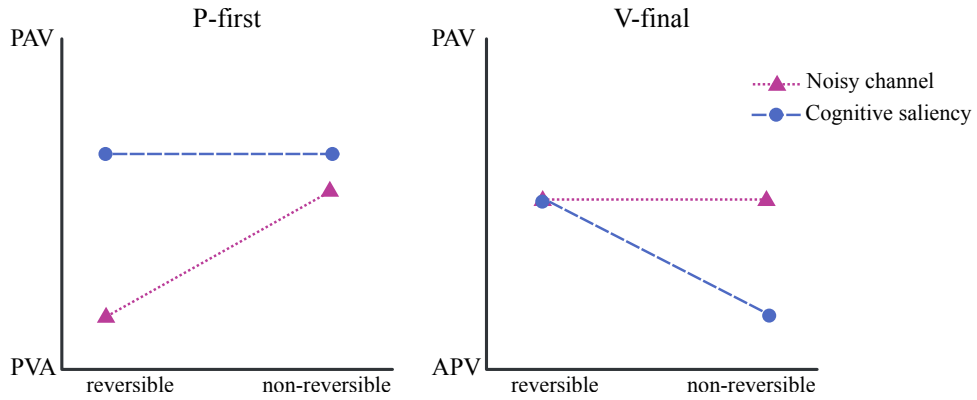 P-first
PAV
PVA
reversible
non-reversible
V-final
PAV
APV
reversible
non-reversible
Noisy channel
Cognitive saliency